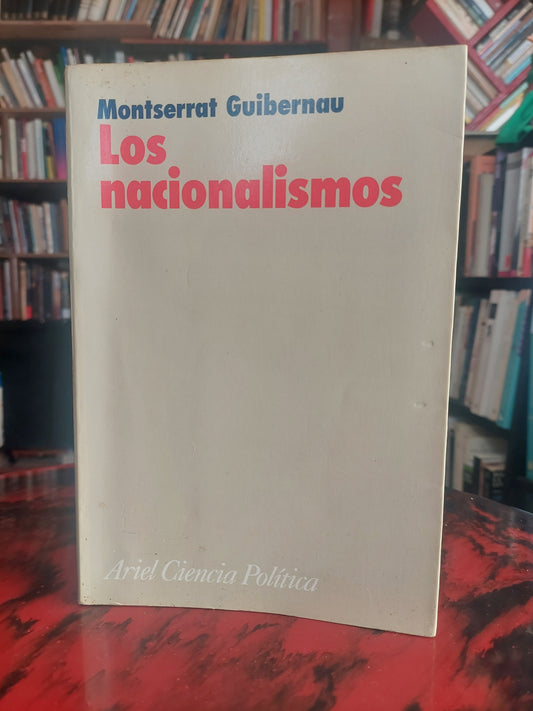 Montserrat Guibernau
Los
nacionalismos
Ariel Ciencia Política